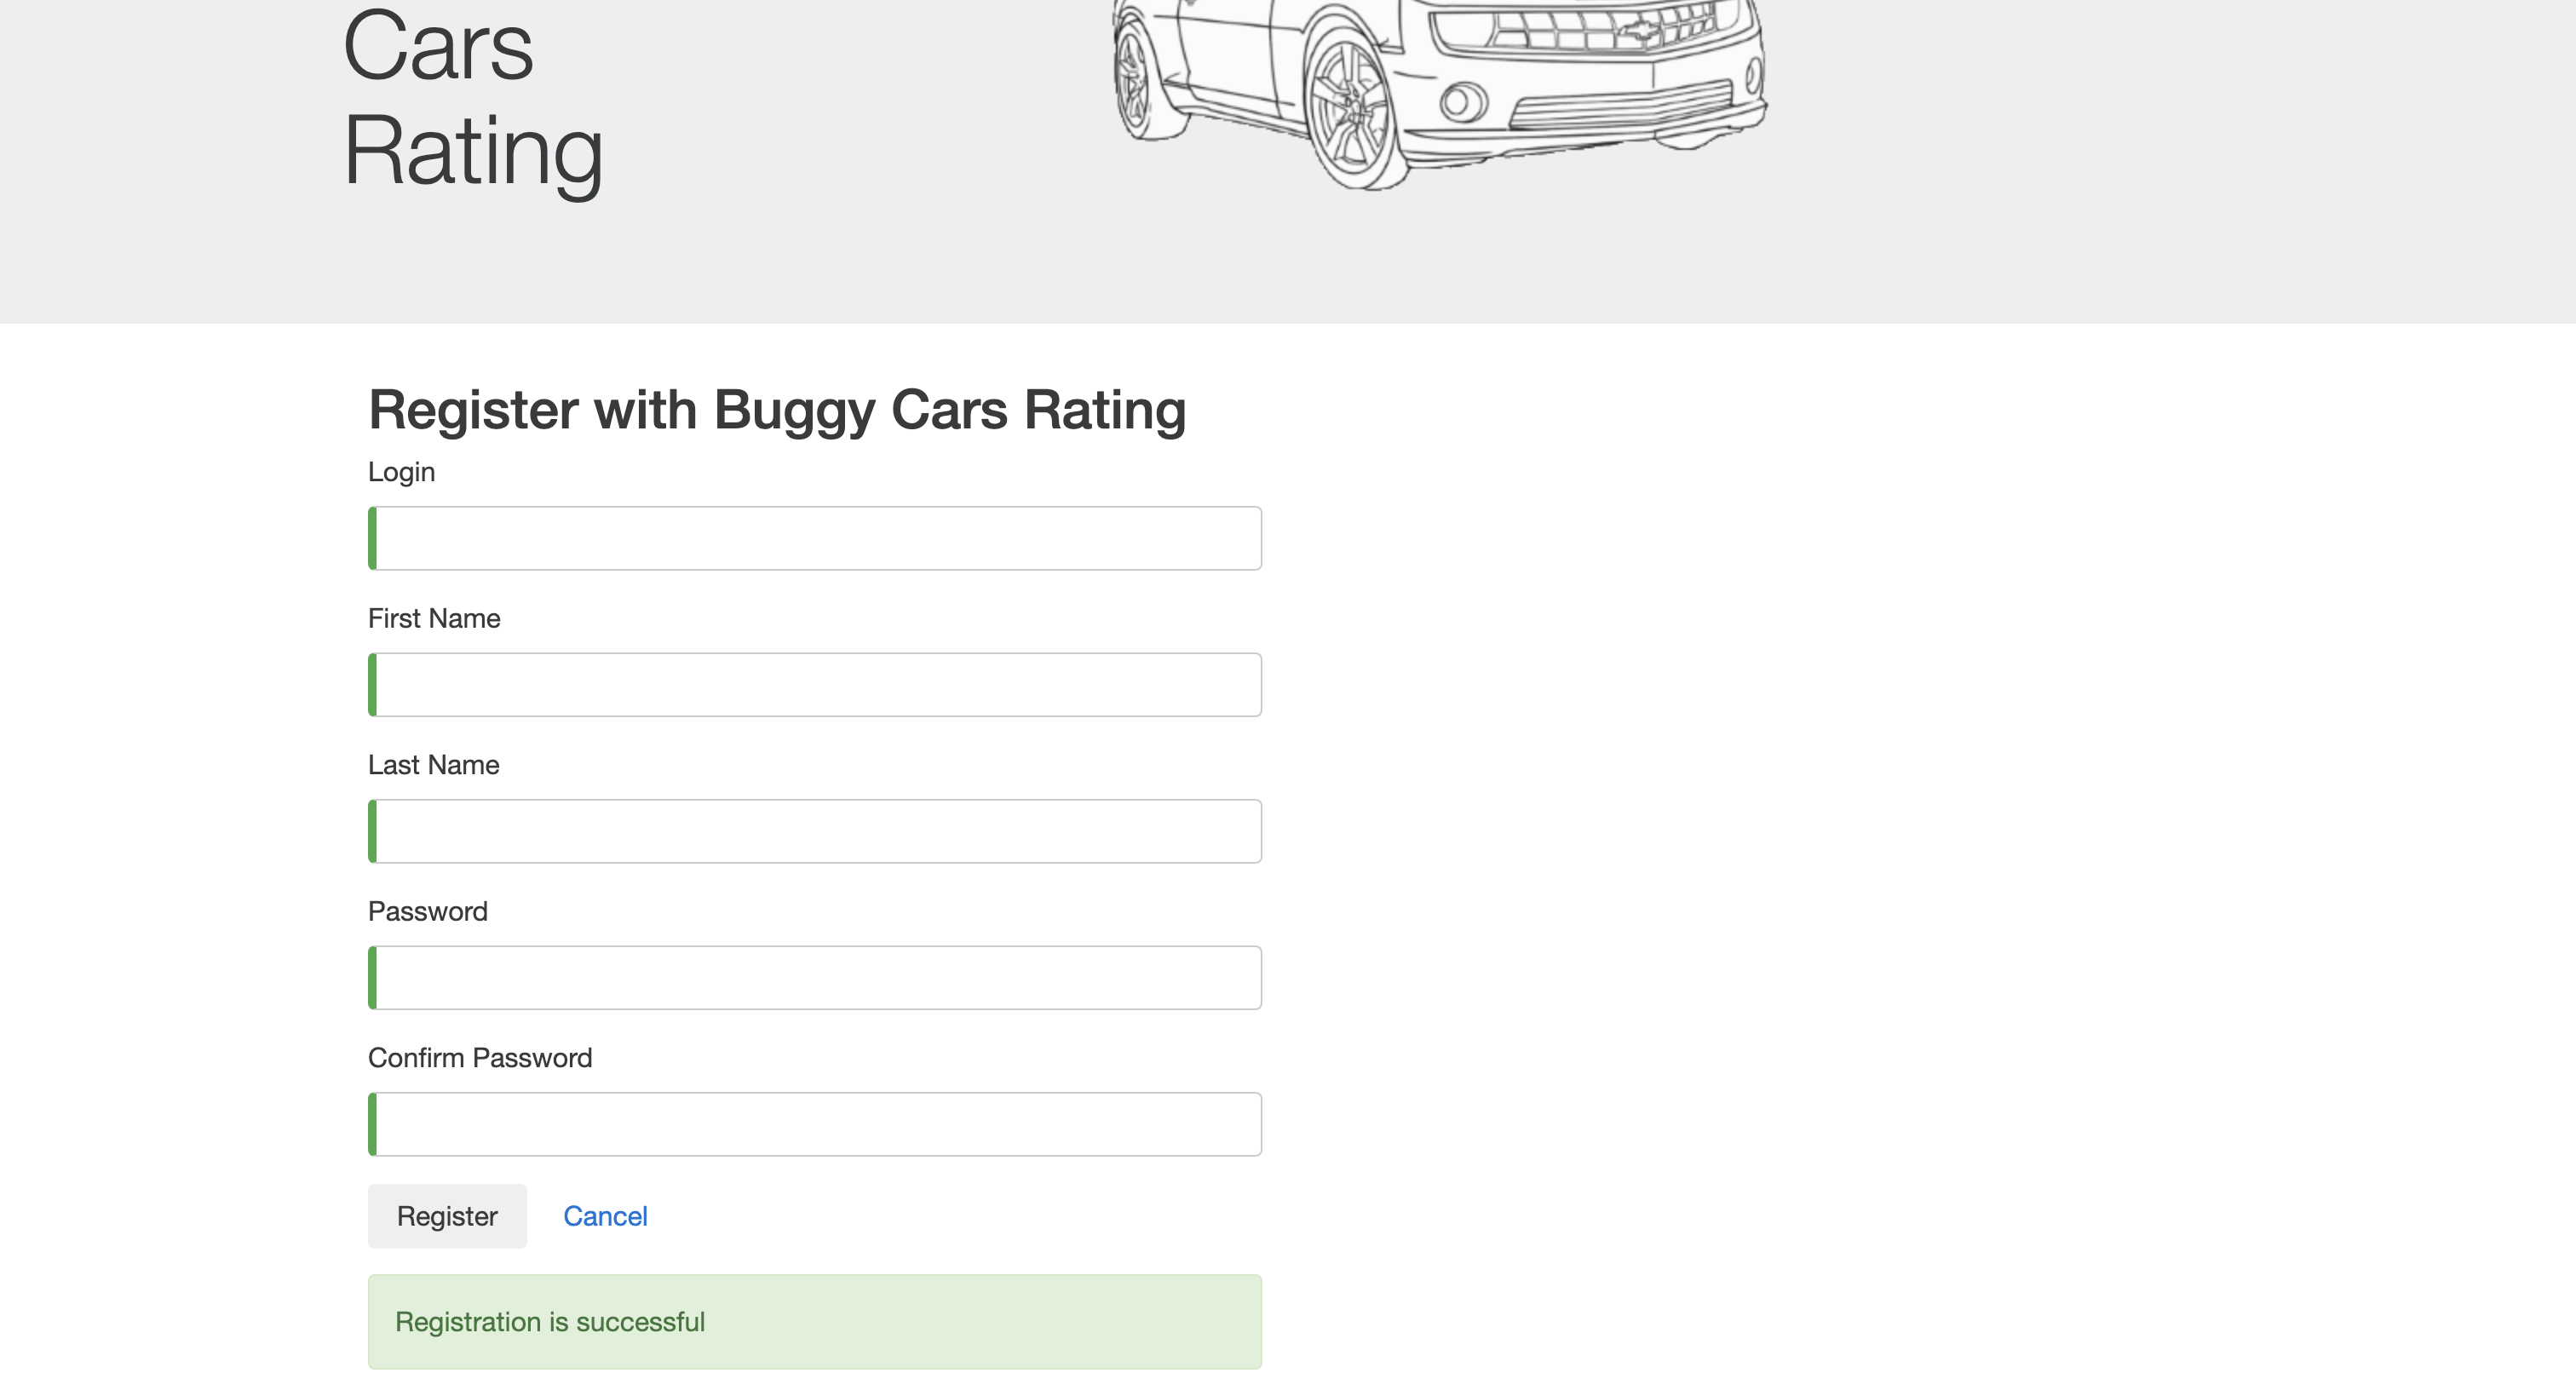 Cars
Rating
Register with Buggy Cars Rating
Login
First Name
Last Name
Password
Confirm Password
Register Cancel
Registration is successful